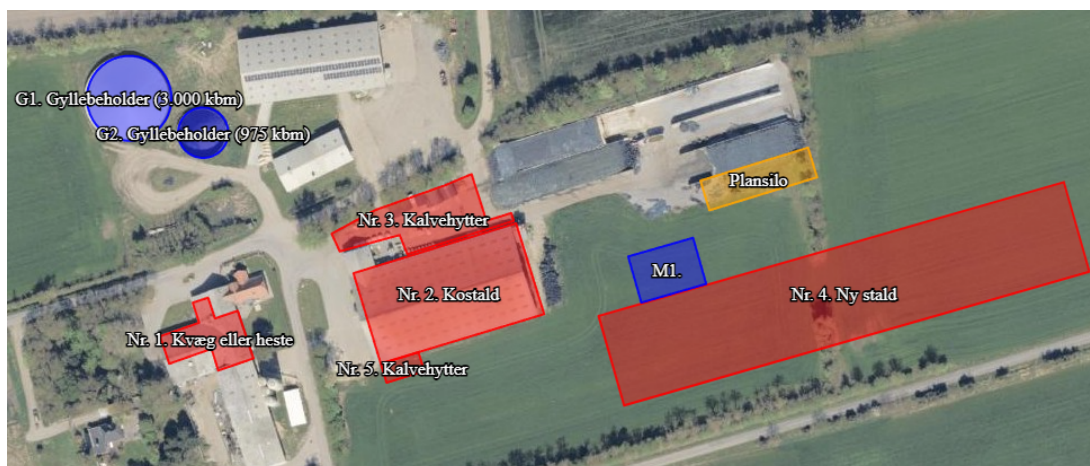 G1. Gyllebeholder (3.000 kbm)
G2. Gyllebeholder (975 kbm)
Plansilo
Nr. 3. Kalvehytter
M1.
Nr. 2. Kostald
Nr. 4. Ny stald
Nr. 1. Kvæg eller heste
Nr. 5. Kalvehytter